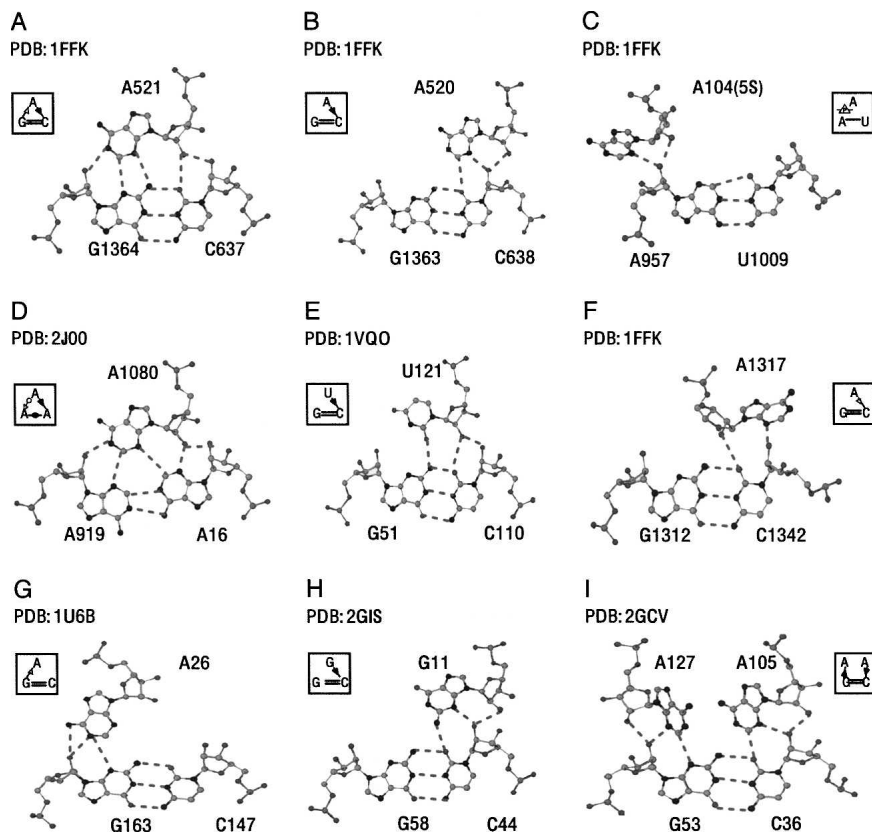 A
PDB: 1FFK
A521
A
G C
G1364
C637
B
PDB: 1FFK
A520
A
G C
G1363
C638
C
PDB: 1FFK
A104(5S)
A
A U
A957
U1009
D
PDB: 2J00
A1080
A
A A
A919
A16
E
PDB: 1VQO
U121
U
G C
G51
C110
F
PDB: 1FFK
A1317
A
G C
G1312
C1342
G
PDB: 1U6B
A26
A
G C
G163
C147
H
PDB: 2GIS
G11
G
G C
G58
C44
I
PDB: 2GCV
A127
A105
A A
G C
G53
C36